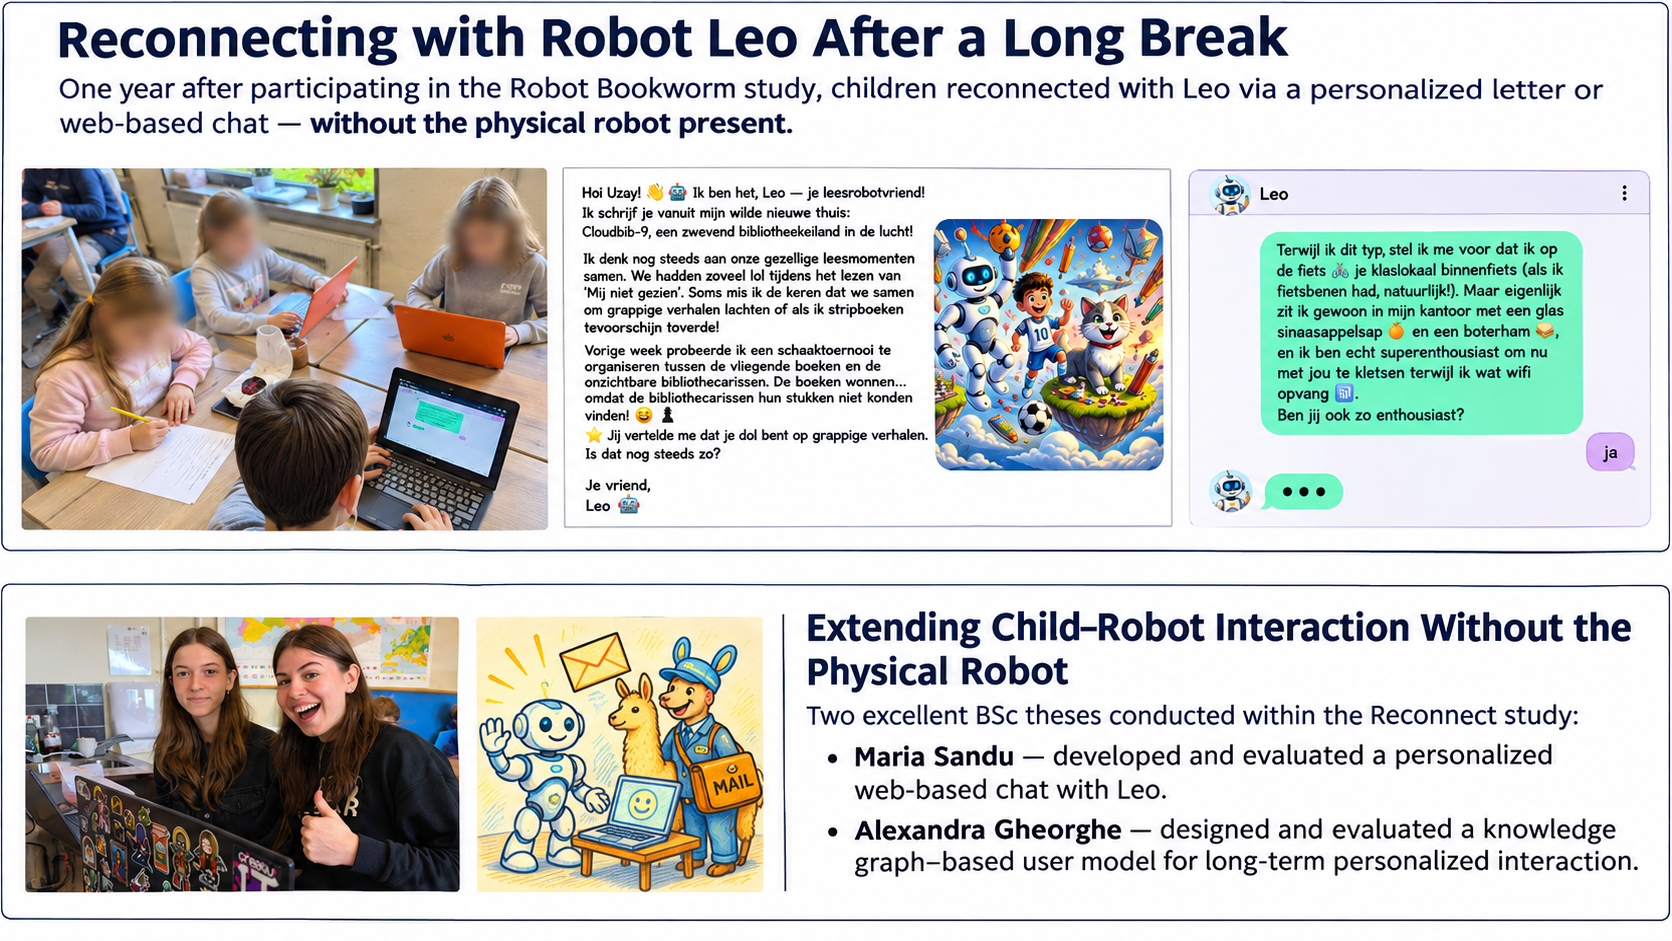 Reconnecting with Robot Leo After a Long Break
One year after participating in the Robot Bookworm study, children reconnected with Leo via a personalized letter or
web-based chat — without the physical robot present.
Hoi Uzay! 👋 🤖 Ik ben het, Leo — je leesrobotvriend!
Ik schrijf je vanuit mijn wilde nieuwe thuis:
Cloudbib-9, een zwevend bibliotheekeiland in de lucht!
Ik denk nog steeds aan onze gezellige leesmomenten
samen. We hadden zoveel lol tijdens het lezen van
'Mij niet gezien'. Soms mis ik de keren dat we samen
om grappige verhalen lachten of als ik stripboeken
tevoorschijn toverde!
Vorige week probeerde ik een schaaktoernooi te
organiseren tussen de vliegende boeken en de
onzichtbare bibliothecarissen. De boeken wonnen...
omdat de bibliothecarissen hun stukken niet konden
vinden! 😆 ♟️
⭐ Jij vertelde me dat je dol bent op grappige verhalen.
Is dat nog steeds zo?
Je vriend,
Leo 🤖
10
Leo
Terwijl ik dit typ, stel ik me voor dat ik op
de fiets 🚲 je klaslokaal binnenfiets (als ik
fietsbenen had, natuurlijk!). Maar eigenlijk
zit ik gewoon in mijn kantoor met een glas
sinaasappelsap 🍊 en een boterham 🥪,
en ik ben echt superenthousiast om nu
met jou te kletsen terwijl ik wat wifi
opvang 📶.
Ben jij ook zo enthousiast?
ja
MAIL
Extending Child–Robot Interaction Without the
Physical Robot
Two excellent BSc theses conducted within the Reconnect study:
• Maria Sandu — developed and evaluated a personalized
web-based chat with Leo.
• Alexandra Gheorghe — designed and evaluated a knowledge
graph–based user model for long-term personalized interaction.